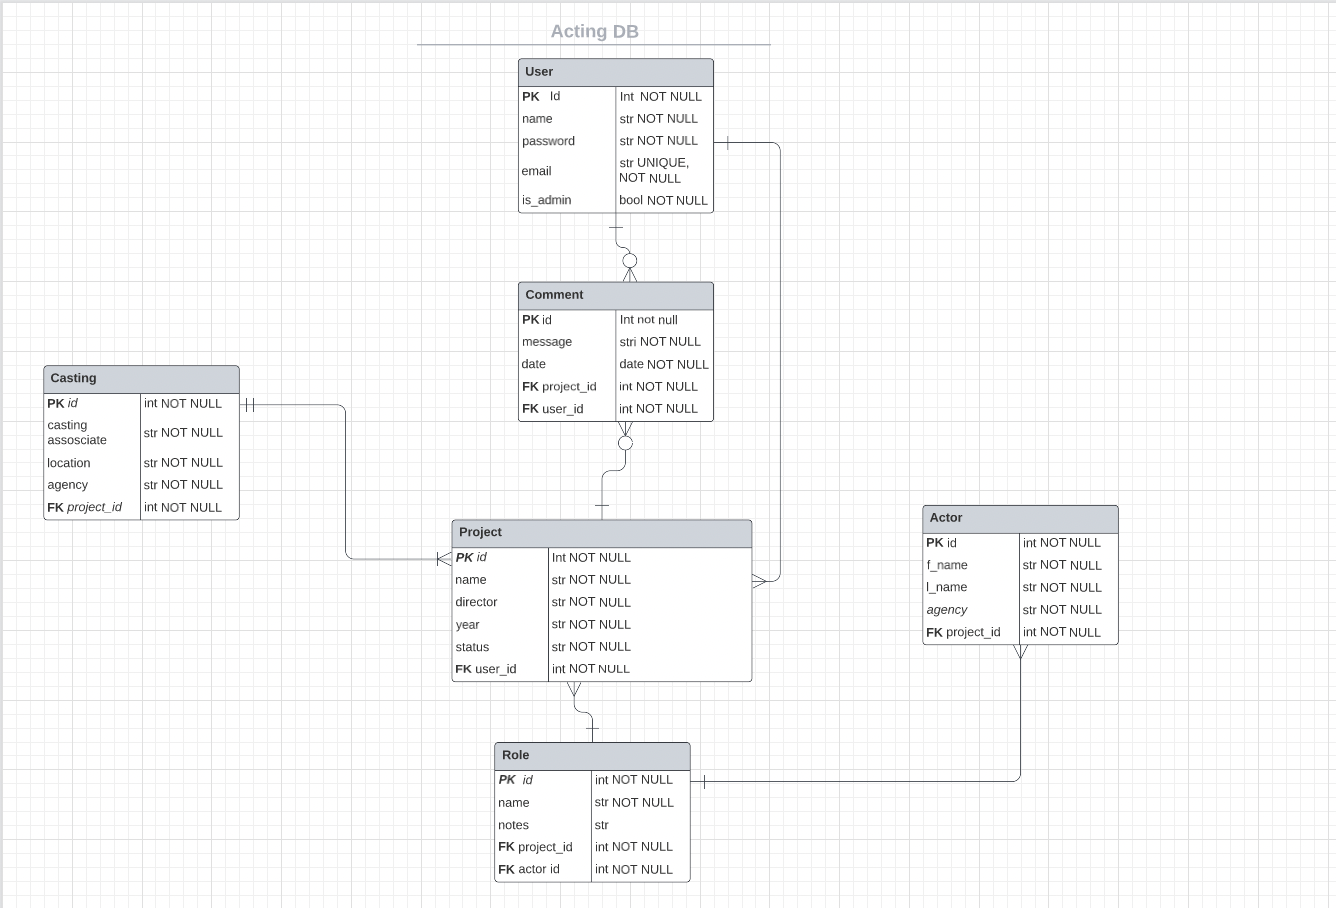 Acting DB
User
PK Id Int NOT NULL
name str NOT NULL
password str NOT NULL
email str UNIQUE,
NOT NULL
is_admin bool NOT NULL
Comment
PK id Int not null
message stri NOT NULL
date date NOT NULL
FK project_id int NOT NULL
FK user_id int NOT NULL
Casting
PK id int NOT NULL
casting
assosciate str NOT NULL
location str NOT NULL
agency str NOT NULL
FK project_id int NOT NULL
Project
PK id Int NOT NULL
name str NOT NULL
director str NOT NULL
year str NOT NULL
status str NOT NULL
FK user_id int NOT NULL
Actor
PK id int NOT NULL
f_name str NOT NULL
l_name str NOT NULL
agency str NOT NULL
FK project_id int NOT NULL
Role
PK id int NOT NULL
name str NOT NULL
notes str
FK project_id int NOT NULL
FK actor id int NOT NULL